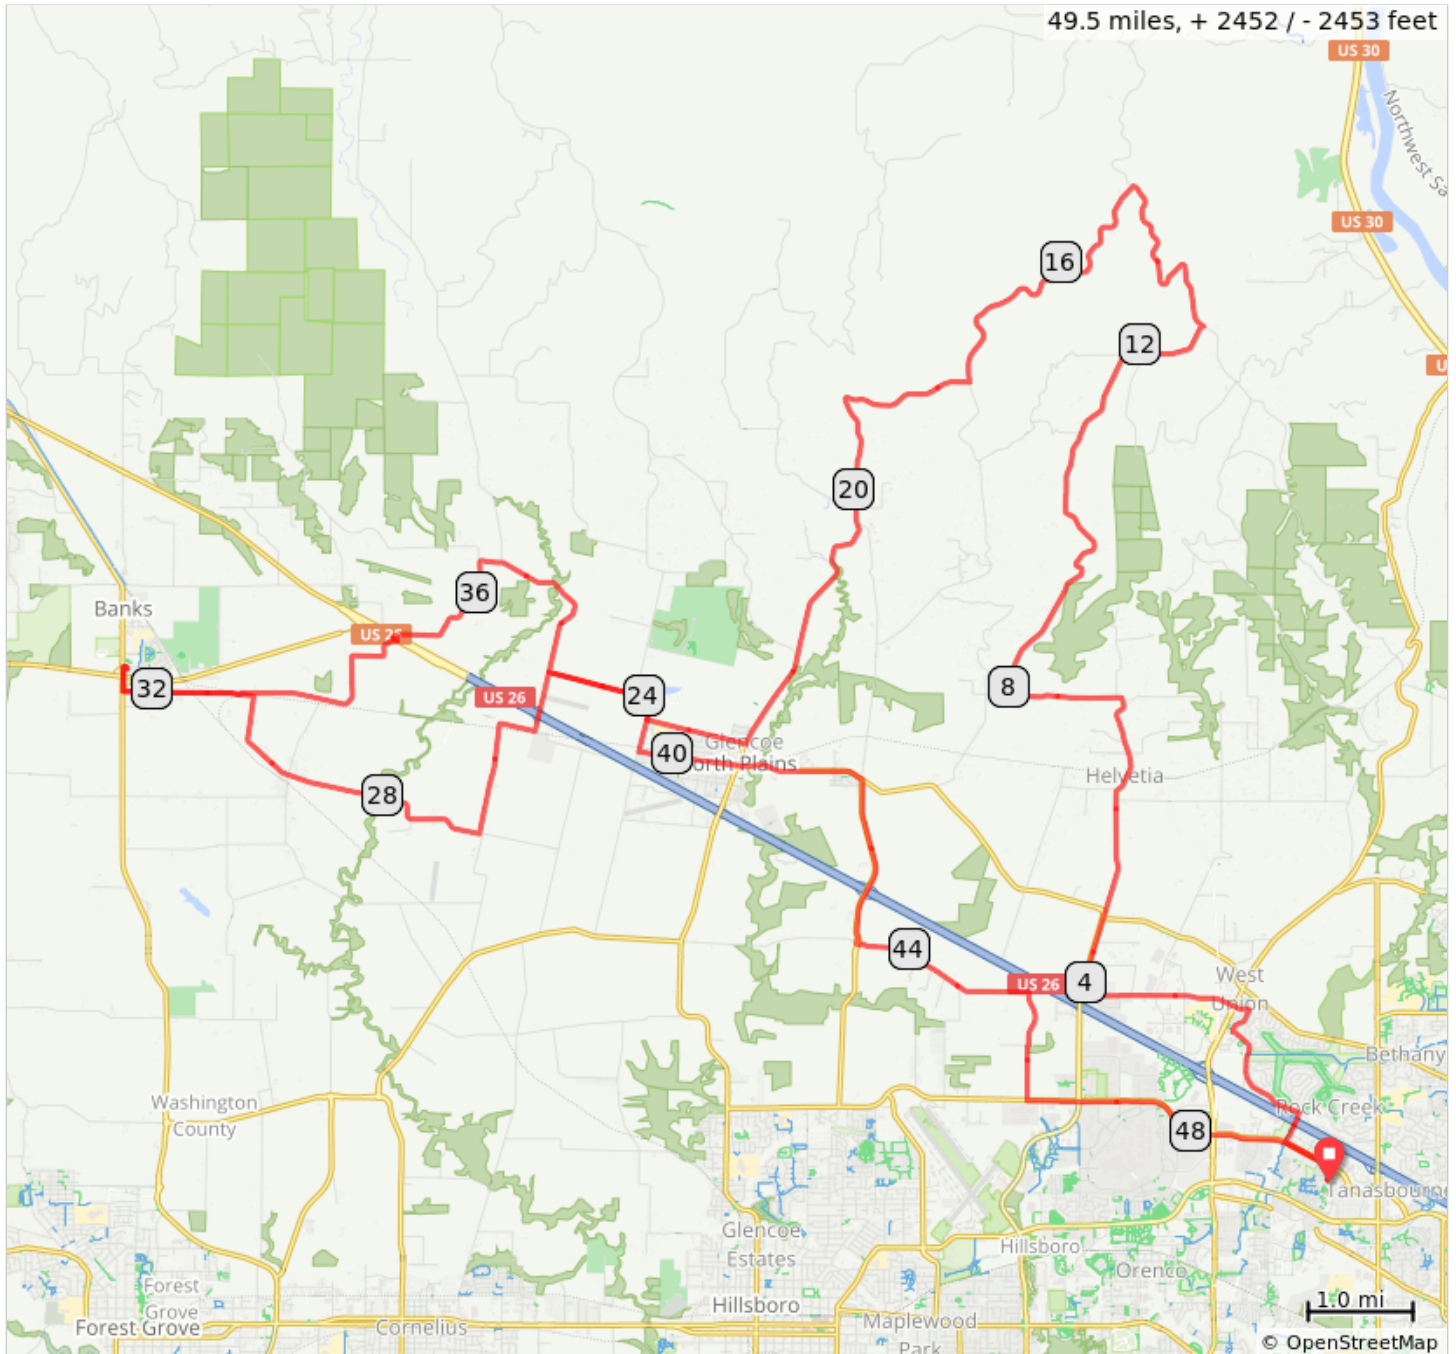 49.5 miles, + 2452 / - 2453 feet
US 30
Northwest Sa
US 30
16
12
U
20
36
Banks
US 26
32
24
US 26
8
Glencoe
40
orth Plains
Helvetia
28
44
West
Union
US 26
4
Bethany
Washington
County
Rock Creek
48
Tanasbourne
Glencoe
Estates
Hillsboro
Orenco
Forest
Grove
Hillsboro
1.0 mi
Forest Grove
Cornelius
Maplewood
Park
© OpenStreetMap